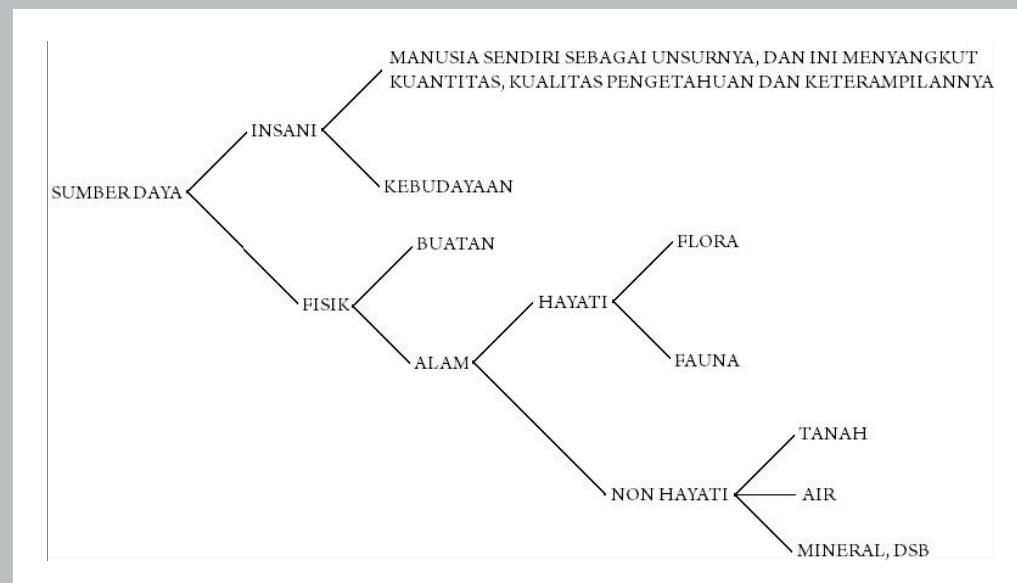 MANUSIA SENDIRI SEBAGAI UNSURNYA, DAN INI MENYANGKUT
KUANTITAS, KUALITAS PENGETAHUAN DAN KETERAMPILANNYA
INSANI
SUMBER DAYA
KEBUDAYAAN
BUATAN
FLORA
FISIK
HAYATI
ALAM
FAUNA
TANAH
NON HAYATI
AIR
MINERAL, DSB